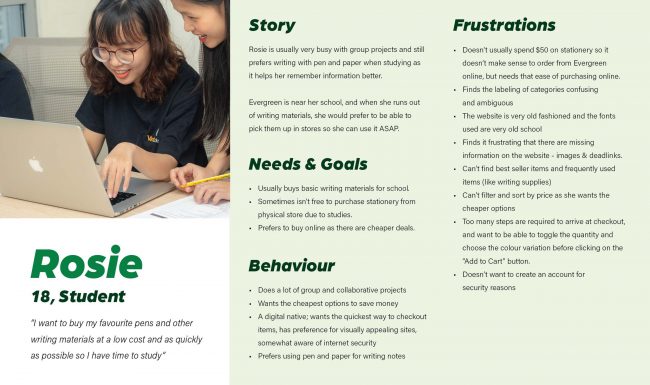 Rosie
18, Student
"I want to buy my favourite pens and other
writing materials at a low cost and as quickly
as possible so I have time to study"
Story
Rosie is usually very busy with group projects and still
prefers writing with pen and paper when studying as
it helps her remember information better.
Evergreen is near her school, and when she runs out
of writing materials, she would prefer to be able to
pick them up in stores so she can use it ASAP.
Needs & Goals
• Usually buys basic writing materials for school.
• Sometimes isn't free to purchase stationery from
physical store due to studies.
• Prefers to buy online as there are cheaper deals.
Behaviour
• Does a lot of group and collaborative projects
• Wants the cheapest options to save money
• A digital native; wants the quickest way to checkout
items, has preference for visually appealing sites,
somewhat aware of internet security
• Prefers using pen and paper for writing notes
Frustrations
• Doesn't usually spend $50 on stationery so it
doesn't make sense to order from Evergreen
online, but needs that ease of purchasing online.
• Finds the labeling of categories confusing
and ambiguous
• The website is very old fashioned and the fonts
used are very old school
• Finds it frustrating that there are missing
information on the website - images & deadlinks.
• Can't find best seller items and frequently used
items (like writing supplies)
• Can't filter and sort by price as she wants the
cheaper options
• Too many steps are required to arrive at checkout,
and want to be able to toggle the quantity and
choose the colour variation before clicking on the
"Add to Cart" button.
• Doesn't want to create an account for
security reasons